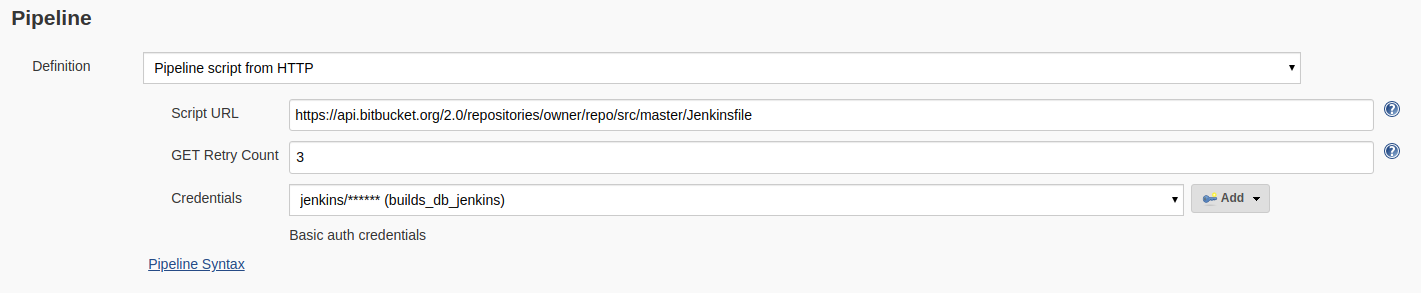 Pipeline
Definition
Pipeline script from HTTP
Script URL
https://api.bitbucket.org/2.0/repositories/owner/repo/src/master/Jenkinsfile
GET Retry Count
3
Credentials
jenkins/****** (builds_db_jenkins)
Add
Basic auth credentials
Pipeline Syntax